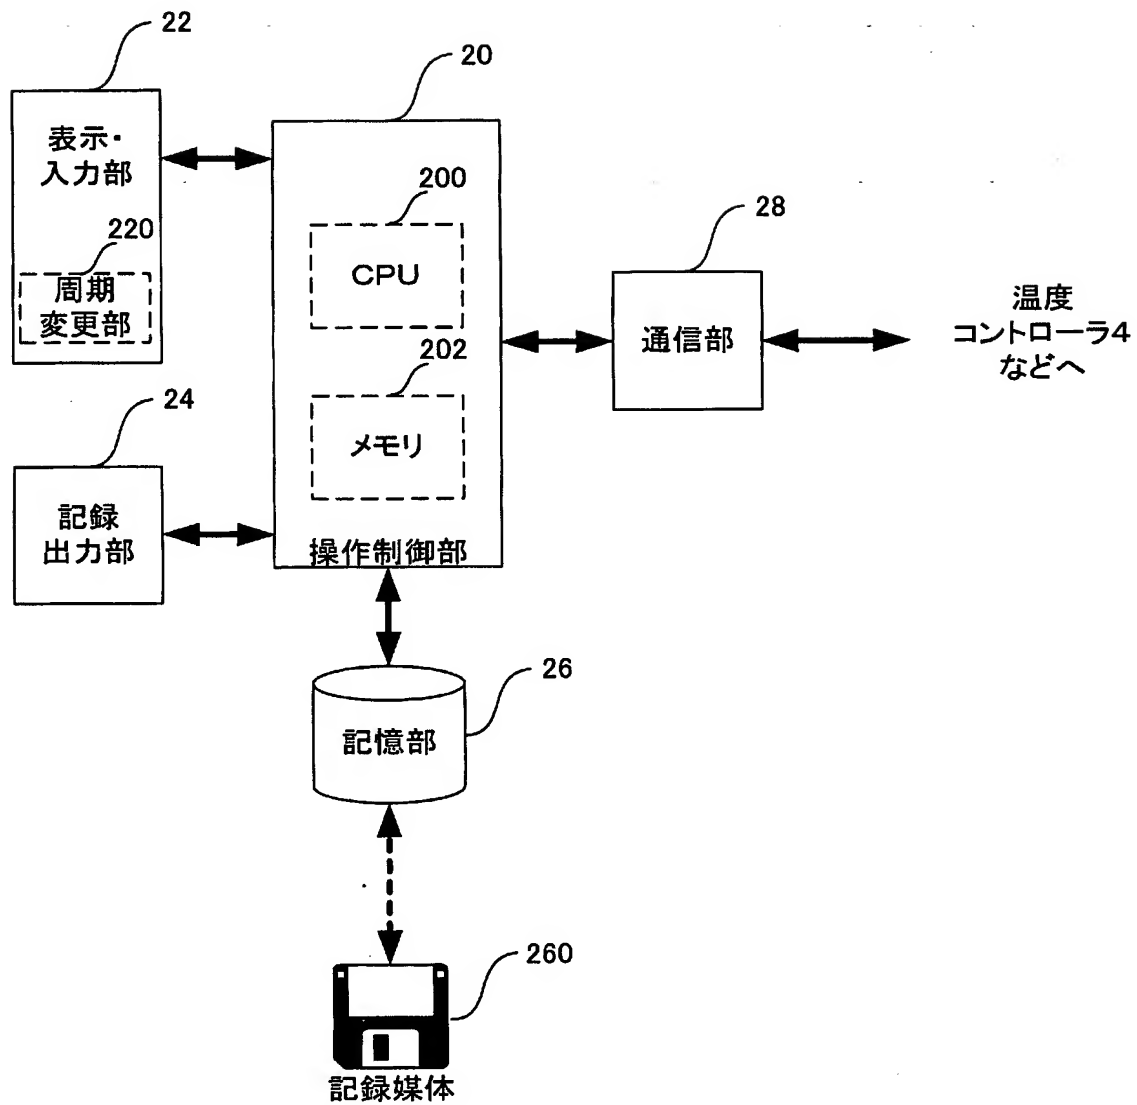 22
20
表示・
入力部
200
28
220
CPU
周期
変更部
温度
コントローラ4
などへ
通信部
202
24
メモリ
記録
出力部
操作制御部
26
記憶部
260
記録媒体